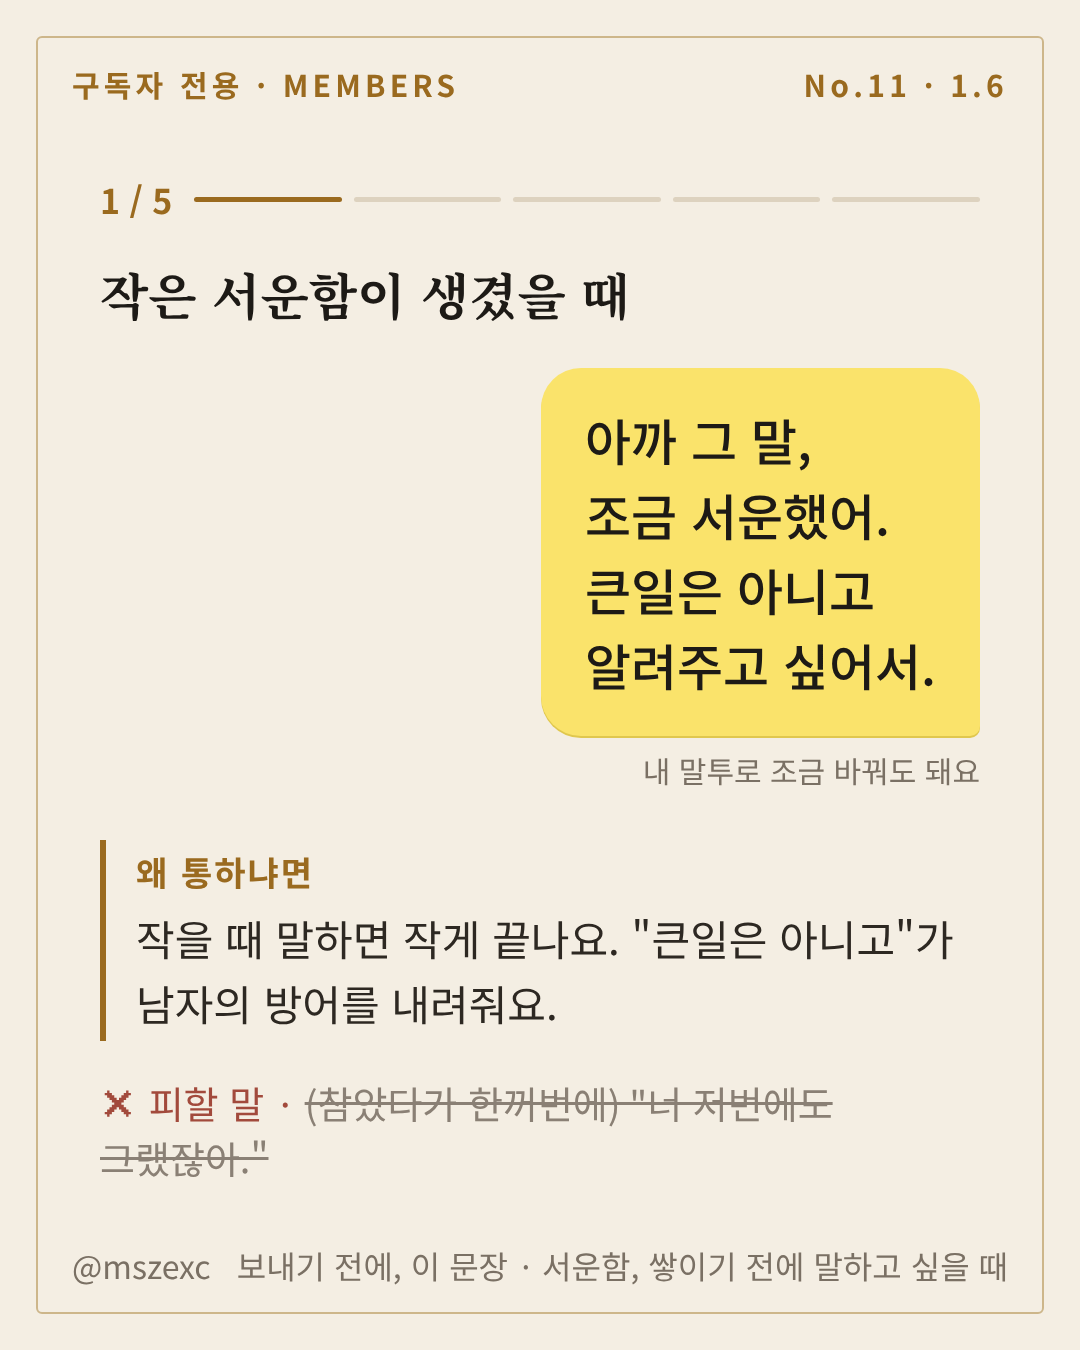 구독자 전용 · MEMBERS
No.11 · 1.6
1 / 5
작은 서운함이 생겼을 때
아까 그 말,
조금 서운했어.
큰일은 아니고
알려주고 싶어서.
내 말투로 조금 바꿔도 돼요
왜 통하냐면
작을 때 말하면 작게 끝나요. "큰일은 아니고"가
남자의 방어를 내려줘요.
✕ 피할 말 · (참았다가 한꺼번에) "너 저번에도
그랬잖아."
@mszexc 보내기 전에, 이 문장 · 서운함, 쌓이기 전에 말하고 싶을 때